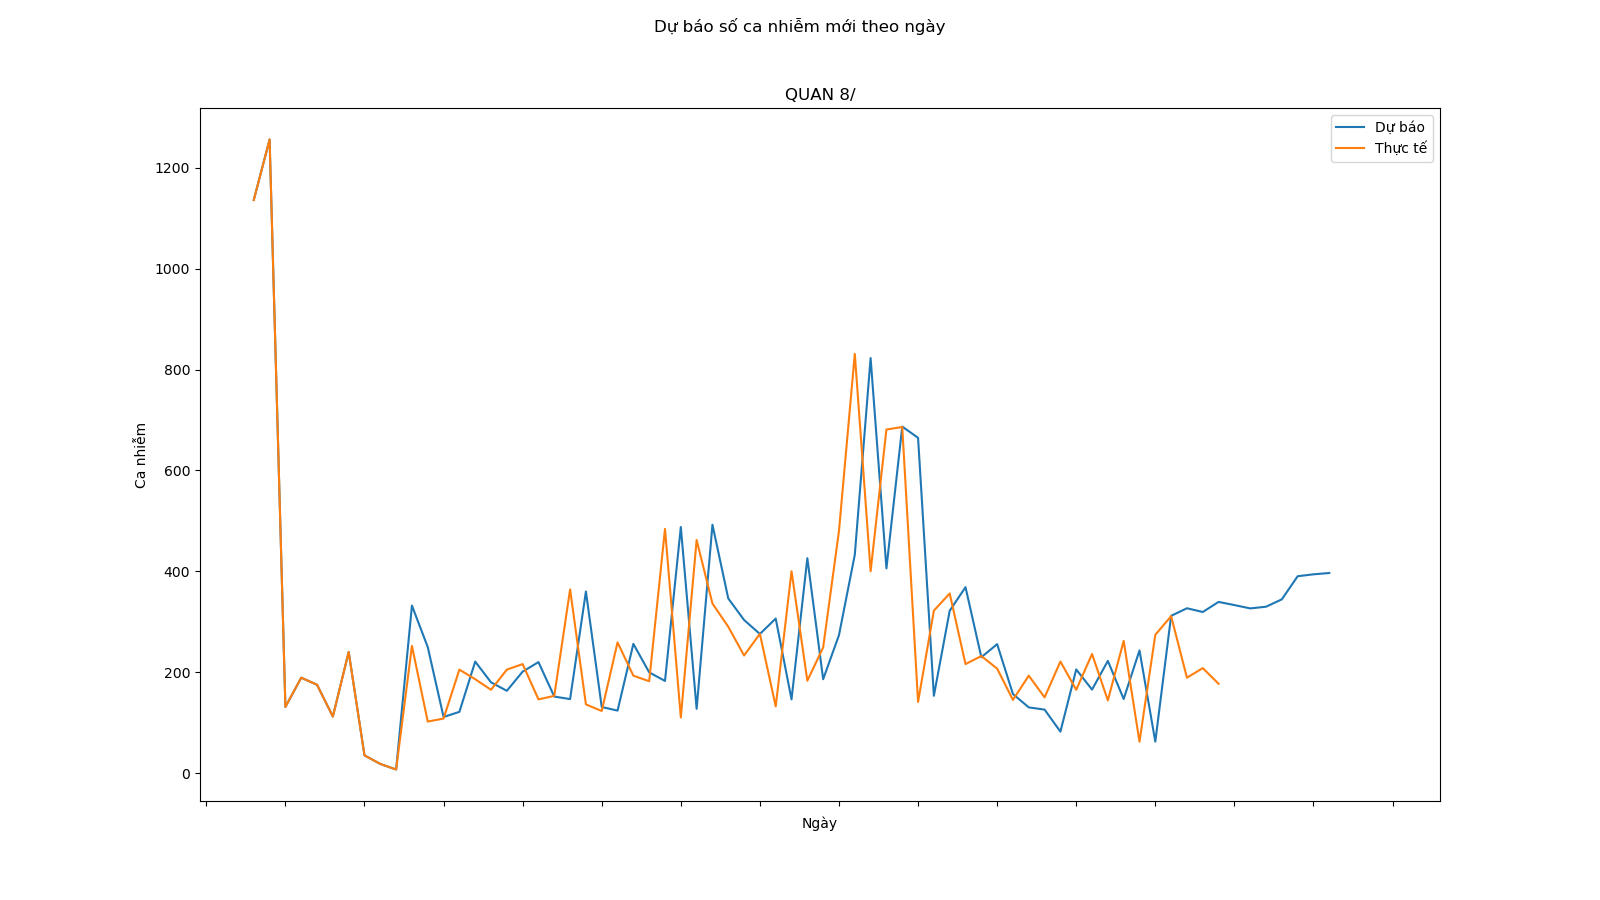 Dự báo số ca nhiễm mới theo ngày
QUAN 8/
Dự báo
Thực tế
1200
1000
800
600
400
200
0
Ca nhiễm
Ngày